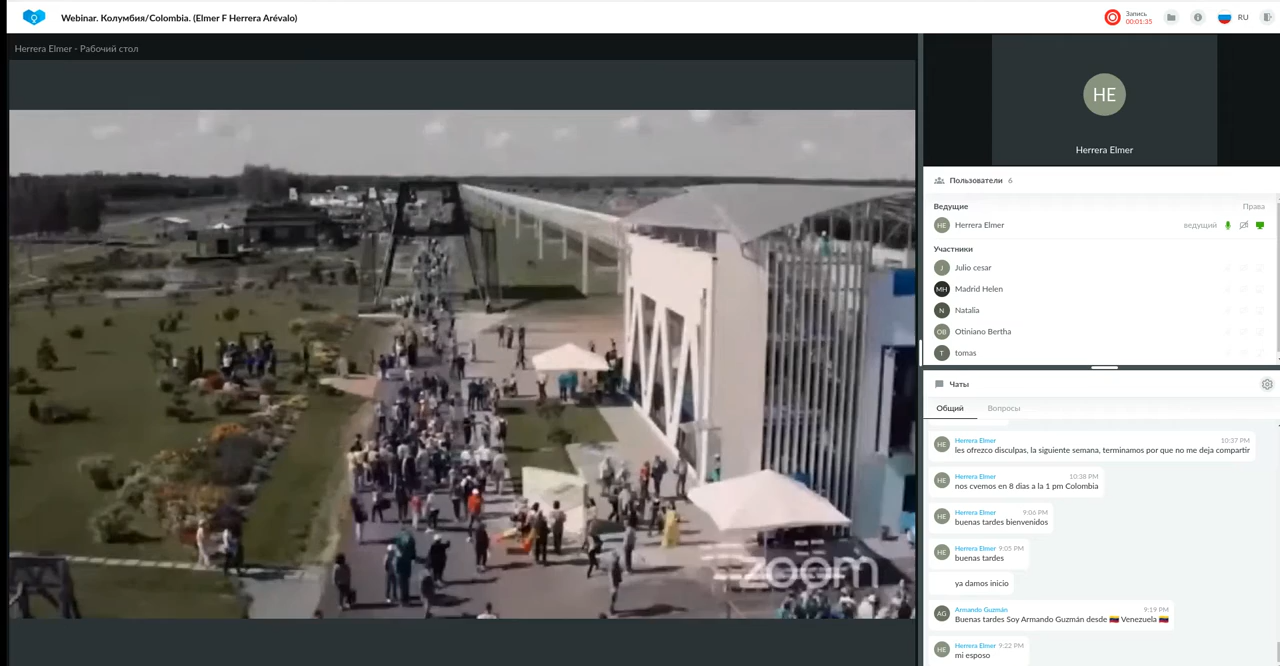 Webinar. Колумбия/Colombia. (Elmer F Herrera Arévalo)
Запись
00:01:35
RU
Herrera Elmer - Рабочий стол
HE
Herrera Elmer
Пользователи 6
Ведущие Права
HE Herrera Elmer ведущий
Участники
J Julio cesar
MH Madrid Helen
N Natalia
OB Otiniano Bertha
T tomas
Чаты
Общий Вопросы
HE Herrera Elmer 10:37 PM
les ofrezco disculpas, la siguiente semana, terminamos por que no me deja compartir
HE Herrera Elmer 10:38 PM
nos cvemos en 8 dias a la 1 pm Colombia
HE Herrera Elmer 9:06 PM
buenas tardes bienvenidos
HE Herrera Elmer 9:05 PM
buenas tardes
ya damos inicio
AG Armando Guzmán 9:19 PM
Buenas tardes Soy Armando Guzmán desde 🇻🇪 Venezuela 🇻🇪
HE Herrera Elmer 9:22 PM
mi esposo
zoom